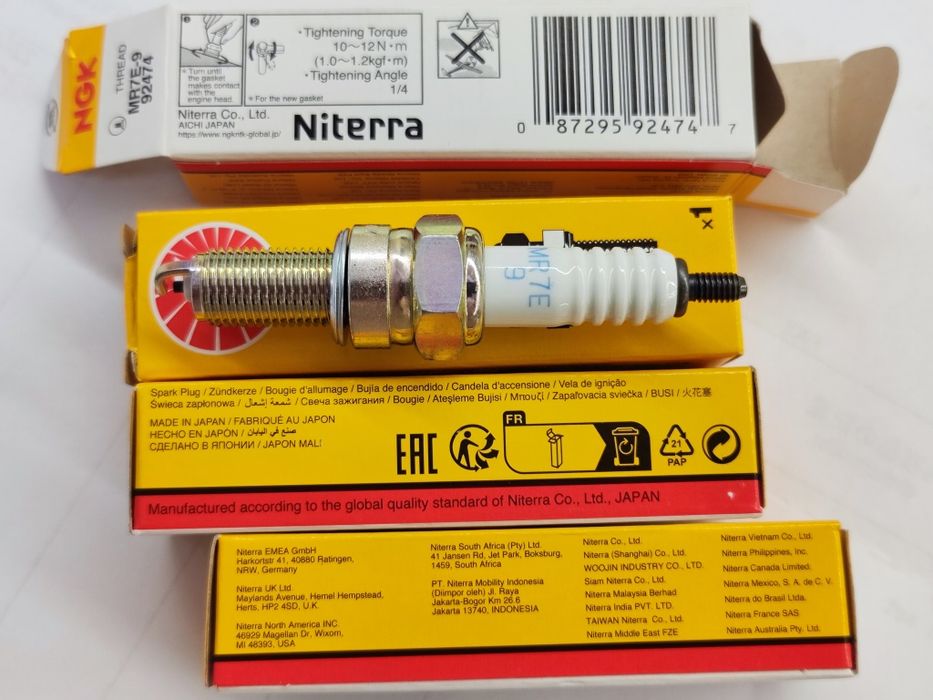 NGK
THREAD
MR7E-9
92474
* Turn until
the gasket
makes contact
with the
engine head.
* For the new gasket
・Tightening Torque
10～12N・m
(1.0～1.2kgf・m)
・Tightening Angle
1/4
Niterra Co., Ltd.
AICHI JAPAN
https://www.ngkntk-global.jp/
Niterra
0 87295 92474 7
×1
MR7E
9
Spark Plug / Zündkerze / Bougie d'allumage / Bujía de encendido / Candela d'accensione / Vela de ignição
Świeca zapłonowa / شمعة إشعال / Свеча зажигания / Bougie / Ateşleme Bujisi / Μπουζί / Zapaľovacia sviečka / BUSI / 火花塞
MADE IN JAPAN / FABRIQUÉ AU JAPON
HECHO EN JAPÓN / صنع في اليابان
СДЕЛАНО В ЯПОНИИ / JAPON MALI
EAC
FR
21
PAP
Manufactured according to the global quality standard of Niterra Co., Ltd., JAPAN
Niterra EMEA GmbH
Harkortstr 41, 40880 Ratingen,
NRW, Germany
Niterra UK Ltd
Maylands Avenue, Hemel Hempstead,
Herts, HP2 4SD, U.K.
Niterra North America INC.
46929 Magellan Dr, Wixom,
MI 48393, USA
Niterra South Africa (Pty) Ltd.
41 Jansen Rd, Jet Park, Boksburg,
1459, South Africa
PT. Niterra Mobility Indonesia
(Diimpor oleh) Jl. Raya
Jakarta-Bogor Km 26.6
Jakarta 13740, INDONESIA
Niterra Co., Ltd.
Niterra (Shanghai) Co., Ltd.
WOOJIN INDUSTRY CO., LTD.
Siam Niterra Co., Ltd.
Niterra Malaysia Berhad
Niterra India PVT. LTD.
TAIWAN Niterra Co., Ltd.
Niterra Middle East FZE
Niterra Vietnam Co., Ltd.
Niterra Philippines, Inc.
Niterra Canada Limited.
Niterra Mexico, S. A. de C. V.
Niterra do Brasil Ltda.
Niterra France SAS
Niterra Australia Pty. Ltd.